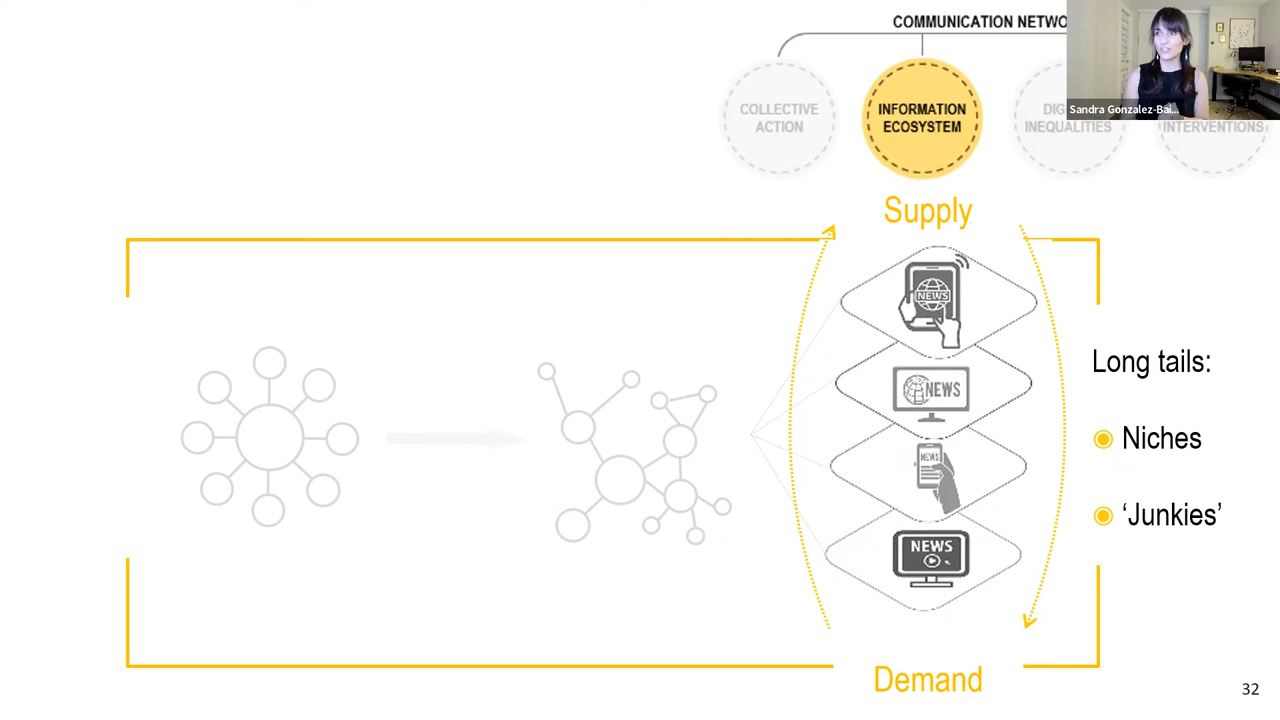 COMMUNICATION NETWO
Sandra Gonzalez-Bai...
COLLECTIVE
ACTION
INFORMATION
ECOSYSTEM
DIG
INEQUALITIES
INTERVENTIONS
Supply
NEWS
NEWS
NEWS
NEWS
Long tails:
Niches
‘Junkies’
Demand
32